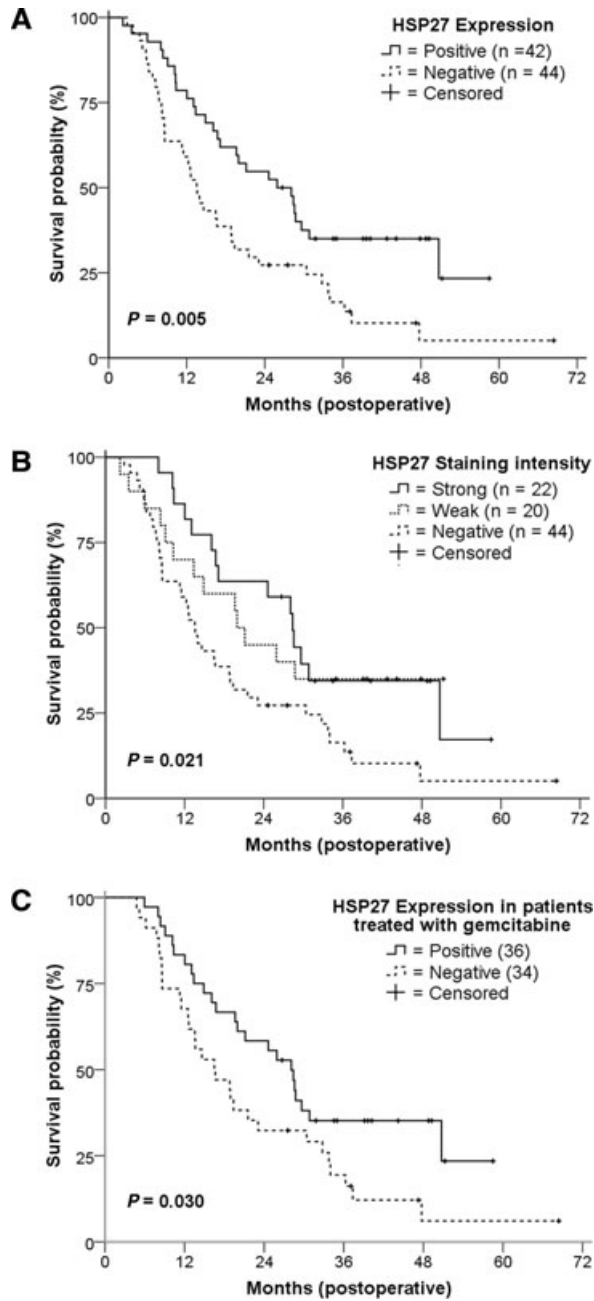 A
HSP27 Expression
= Positive (n =42)
= Negative (n = 44)
= Censored
Survival probabilty (%)
100
75
50
25
0
P = 0.005
0 12 24 36 48 60 72
Months (postoperative)
B
HSP27 Staining intensity
= Strong (n = 22)
= Weak (n = 20)
= Negative (n = 44)
= Censored
Survival probability (%)
100
75
50
25
0
P = 0.021
0 12 24 36 48 60 72
Months (postoperative)
C
HSP27 Expression in patients
treated with gemcitabine
= Positive (36)
= Negative (34)
= Censored
Survival probability (%)
100
75
50
25
0
P = 0.030
0 12 24 36 48 60 72
Months (postoperative)